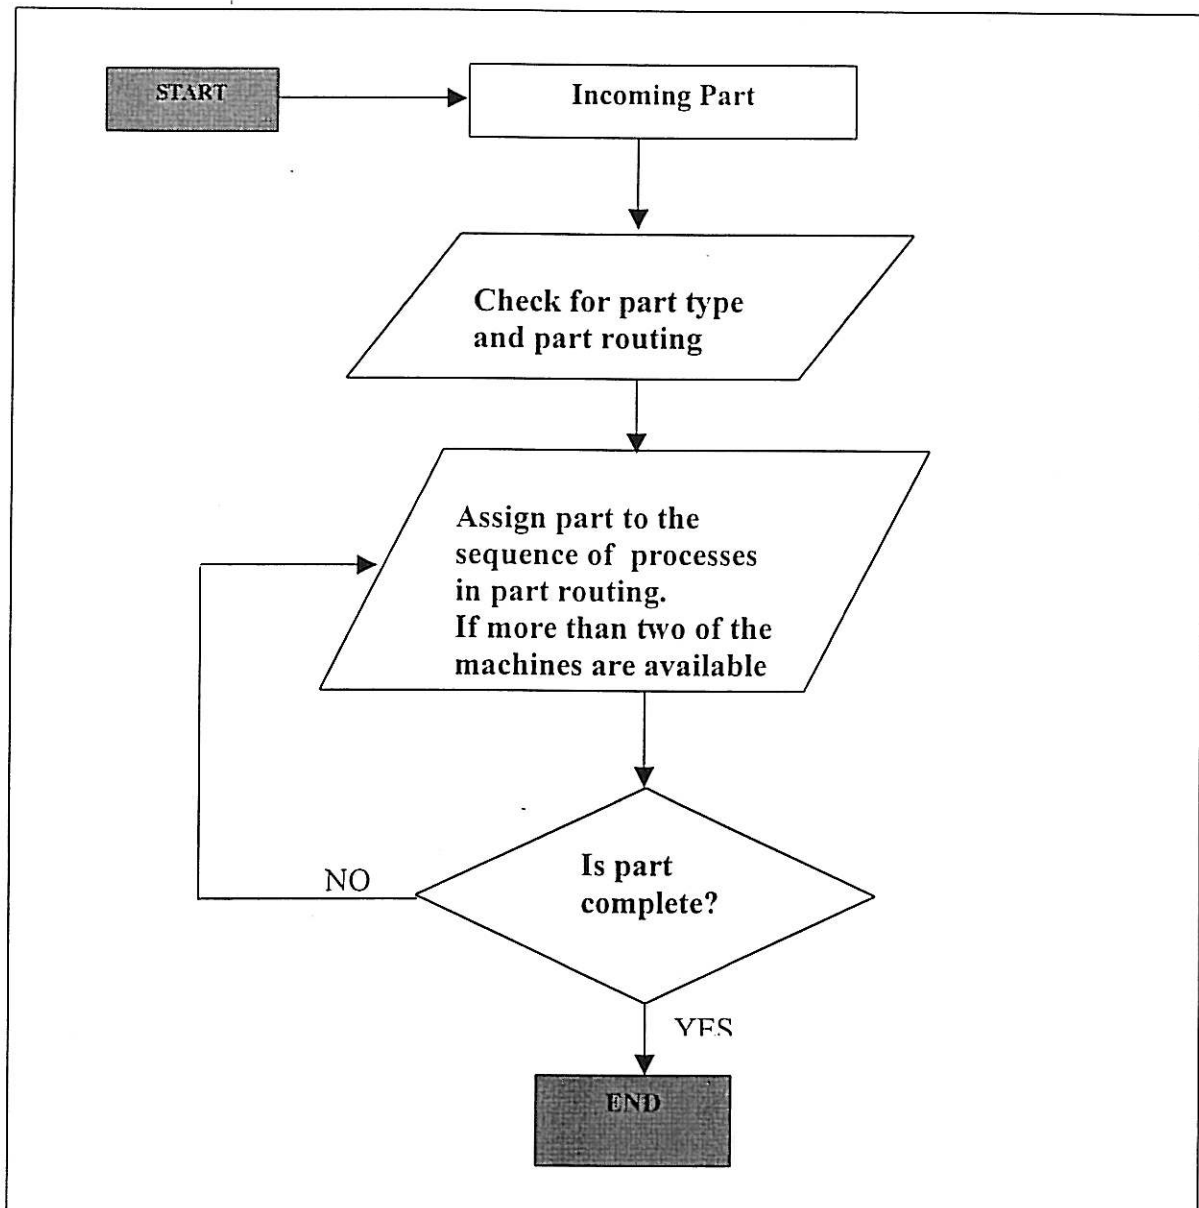 START
Incoming Part
Check for part type
and part routing
Assign part to the
sequence of processes
in part routing.
If more than two of the
machines are available
Is part
complete?
NO
YES
END